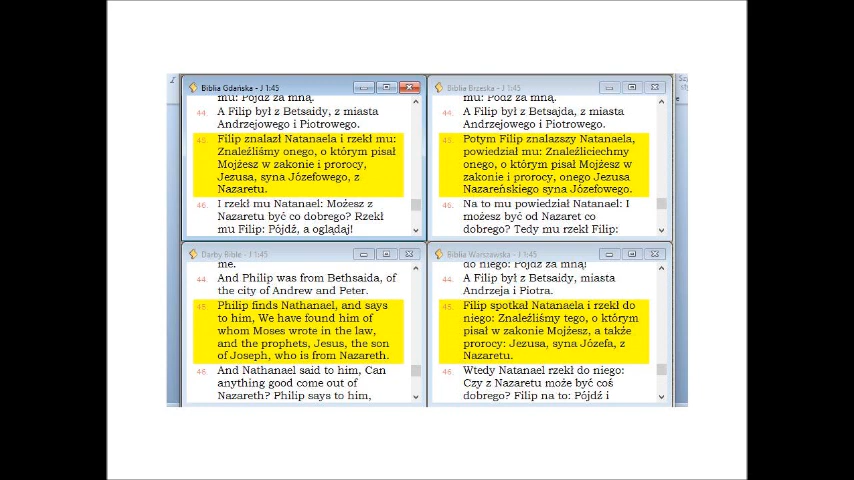 Biblia Gdańska - J 1:45
mu: Pójdź za mną.
44. A Filip był z Betsaidy, z miasta
Andrzejowego i Piotrowego.
45. Filip znalazł Natanaela i rzekł mu:
Znaleźliśmy onego, o którym pisał
Mojżesz w zakonie i prorocy,
Jezusa, syna Józefowego, z
Nazaretu.
46. I rzekł mu Natanael: Możesz z
Nazaretu być co dobrego? Rzekł
mu Filip: Pójdź, a oglądaj!
Biblia Brzeska - J 1:45
mu: Pódź za mną.
44. A Filip był z Betsajda, z miasta
Andrzejowego i Piotrowego.
45. Potym Filip znalazszy Natanaela,
powiedział mu: Znaleźliciechmy
onego, o którym pisał Mojżesz w
zakonie i prorocy, onego Jezusa
Nazareńskiego syna Józefowego.
46. Na to mu powiedział Natanael: I
możesz być od Nazaret co
dobrego? Tedy mu rzekł Filip:
Darby Bible - J 1:45
me.
44. And Philip was from Bethsaida, of
the city of Andrew and Peter.
45. Philip finds Nathanael, and says
to him, We have found him of
whom Moses wrote in the law,
and the prophets, Jesus, the son
of Joseph, who is from Nazareth.
46. And Nathanael said to him, Can
anything good come out of
Nazareth? Philip says to him,
Biblia Warszawska - J 1:45
do niego: Pójdź za mną!
44. A Filip był z Betsaidy, miasta
Andrzeja i Piotra.
45. Filip spotkał Natanaela i rzekł do
niego: Znaleźliśmy tego, o którym
pisał w zakonie Mojżesz, a także
prorocy: Jezusa, syna Józefa, z
Nazaretu.
46. Wtedy Natanael rzekł do niego:
Czy z Nazaretu może być coś
dobrego? Filip na to: Pójdź i